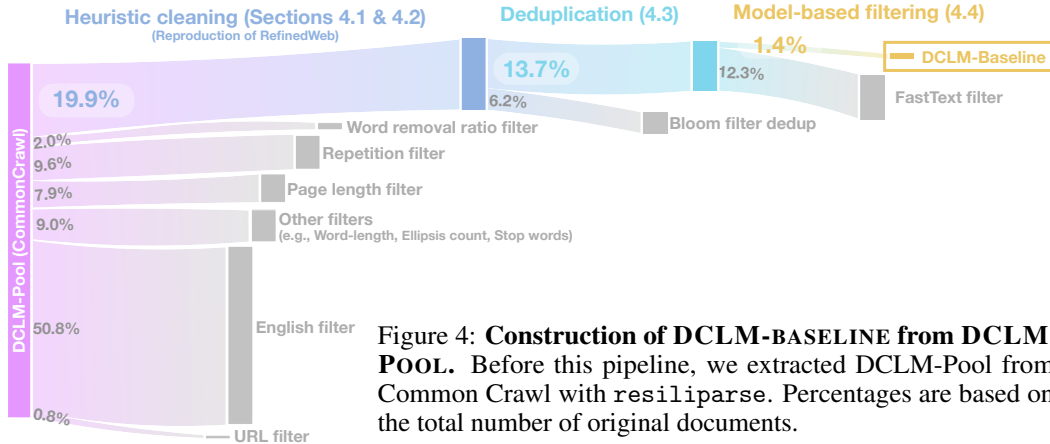 Heuristic cleaning (Sections 4.1 & 4.2)
(Reproduction of RefinedWeb)
Deduplication (4.3)
Model-based filtering (4.4)
DCLM-Pool (CommonCrawl)
19.9%
2.0%
9.6%
7.9%
9.0%
50.8%
0.8%
Word removal ratio filter
Repetition filter
Page length filter
Other filters
(e.g., Word-length, Ellipsis count, Stop words)
English filter
URL filter
13.7%
6.2%
Bloom filter dedup
1.4%
12.3%
DCLM-Baseline
FastText filter
Figure 4: Construction of DCLM-BASELINE from DCLM-
POOL. Before this pipeline, we extracted DCLM-Pool from
Common Crawl with resiliparse. Percentages are based on
the total number of original documents.